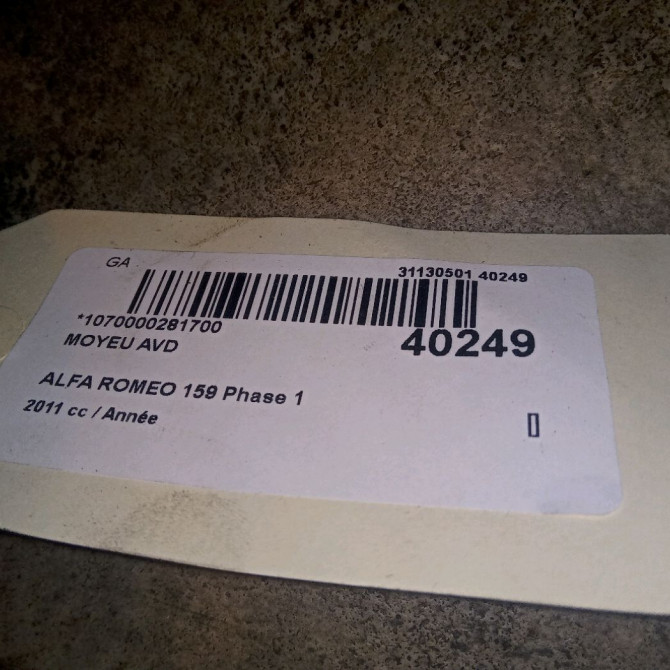 GA
31130501 40249
*1070000281700
40249
MOYEU AVD
ALFA ROMEO 159 Phase 1
2011 cc / Année